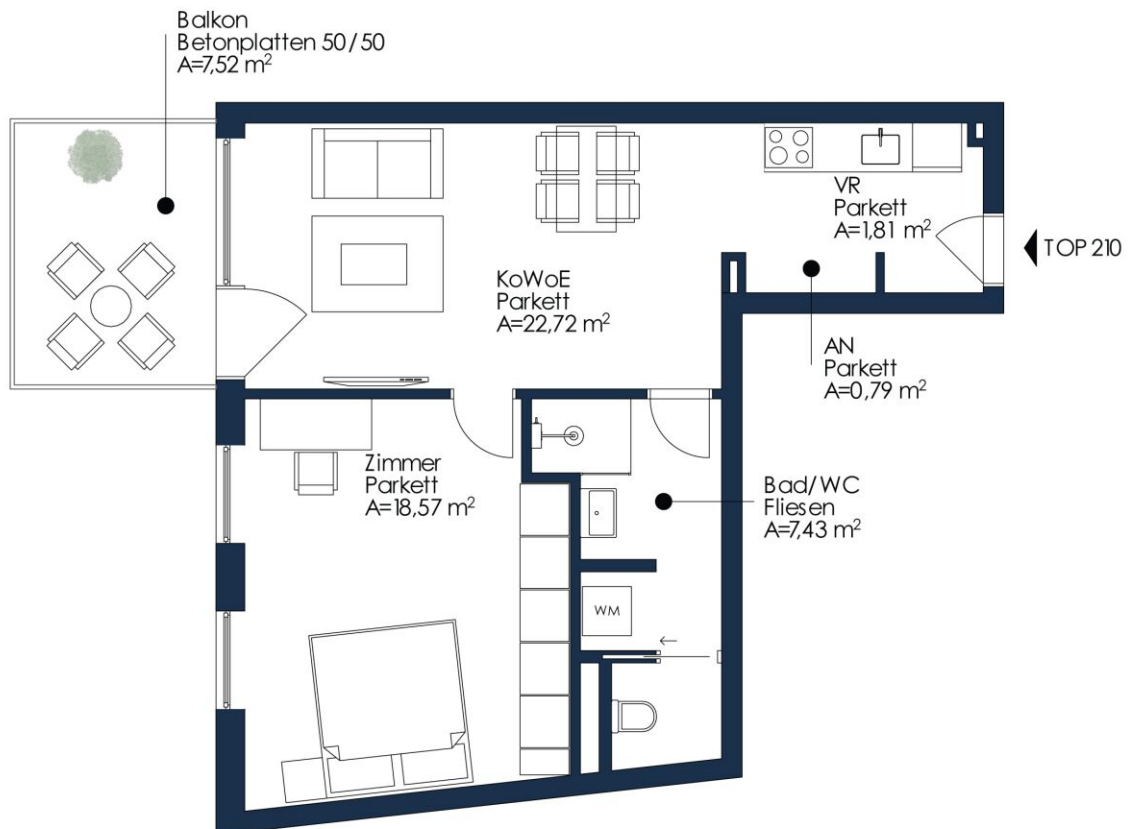 Balkon
Betonplatten 50/50
A=7,52 m²
VR
Parkett
A=1,81 m²
TOP 210
KoWoE
Parkett
A=22,72 m²
AN
Parkett
A=0,79 m²
Zimmer
Parkett
A=18,57 m²
Bad/WC
Fliesen
A=7,43 m²
WM